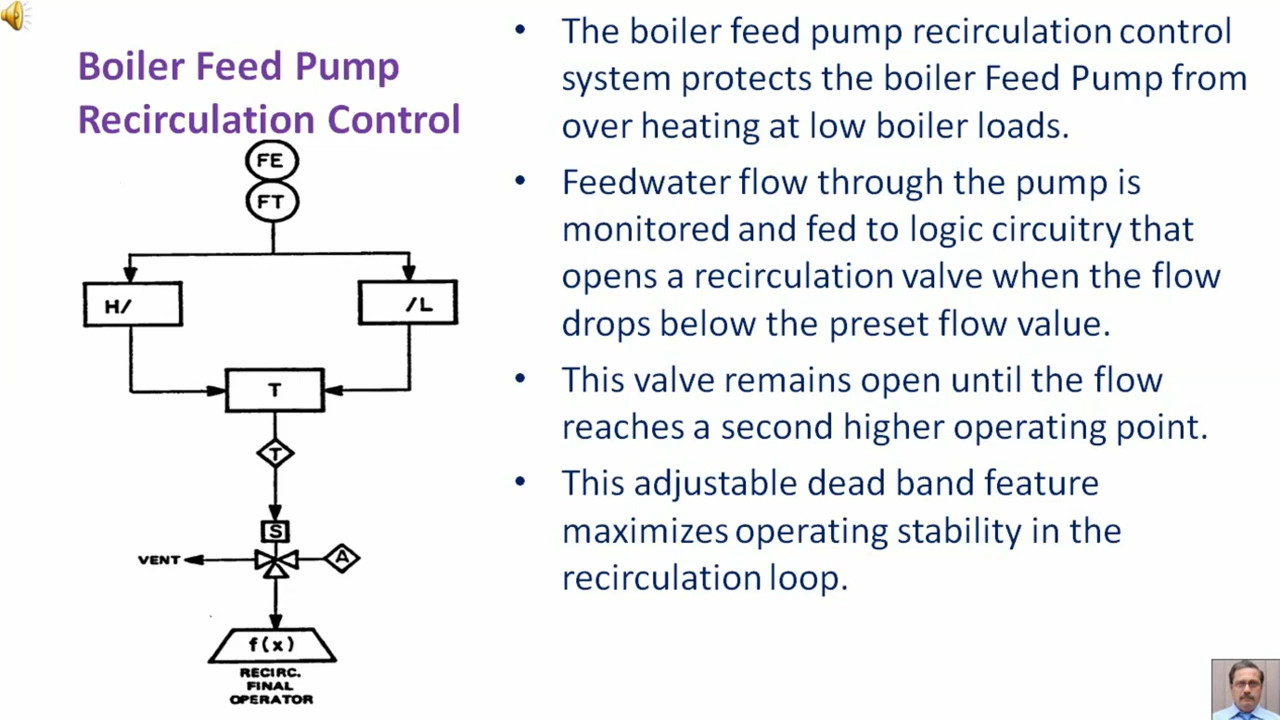 Boiler Feed Pump
Recirculation Control
FE
FT
H/
/L
T
T
S
VENT
A
f(x)
RECIRC.
FINAL
OPERATOR
• The boiler feed pump recirculation control
system protects the boiler Feed Pump from
over heating at low boiler loads.
• Feedwater flow through the pump is
monitored and fed to logic circuitry that
opens a recirculation valve when the flow
drops below the preset flow value.
• This valve remains open until the flow
reaches a second higher operating point.
• This adjustable dead band feature
maximizes operating stability in the
recirculation loop.